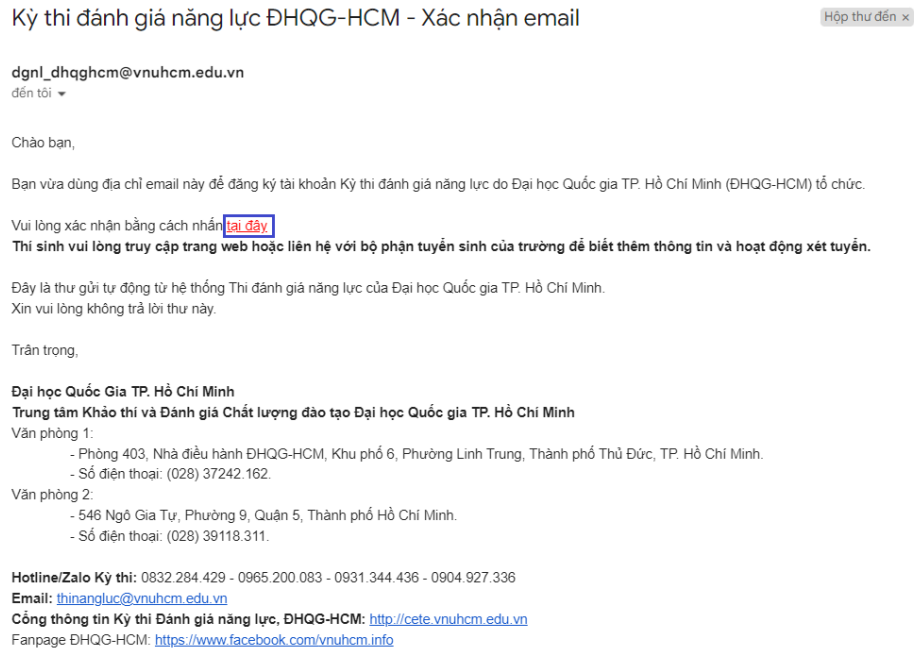 Kỳ thi đánh giá năng lực ĐHQG-HCM - Xác nhận email
Hộp thư đến ×
dgnl_dhqghcm@vnuhcm.edu.vn
đến tôi
Chào bạn,
Bạn vừa dùng địa chỉ email này để đăng ký tài khoản Kỳ thi đánh giá năng lực do Đại học Quốc gia TP. Hồ Chí Minh (ĐHQG-HCM) tổ chức.
Vui lòng xác nhận bằng cách nhấn tại đây
Thí sinh vui lòng truy cập trang web hoặc liên hệ với bộ phận tuyển sinh của trường để biết thêm thông tin và hoạt động xét tuyển.
Đây là thư gửi tự động từ hệ thống Thi đánh giá năng lực của Đại học Quốc gia TP. Hồ Chí Minh.
Xin vui lòng không trả lời thư này.
Trân trọng,
Đại học Quốc Gia TP. Hồ Chí Minh
Trung tâm Khảo thí và Đánh giá Chất lượng đào tạo Đại học Quốc gia TP. Hồ Chí Minh
Văn phòng 1:
- Phòng 403, Nhà điều hành ĐHQG-HCM, Khu phố 6, Phường Linh Trung, Thành phố Thủ Đức, TP. Hồ Chí Minh.
- Số điện thoại: (028) 37242.162.
Văn phòng 2:
- 546 Ngô Gia Tự, Phường 9, Quận 5, Thành phố Hồ Chí Minh.
- Số điện thoại: (028) 39118.311.
Hotline/Zalo Kỳ thi: 0832.284.429 - 0965.200.083 - 0931.344.436 - 0904.927.336
Email: thinangluc@vnuhcm.edu.vn
Cổng thông tin Kỳ thi Đánh giá năng lực, ĐHQG-HCM: http://cete.vnuhcm.edu.vn
Fanpage ĐHQG-HCM: https://www.facebook.com/vnuhcm.info